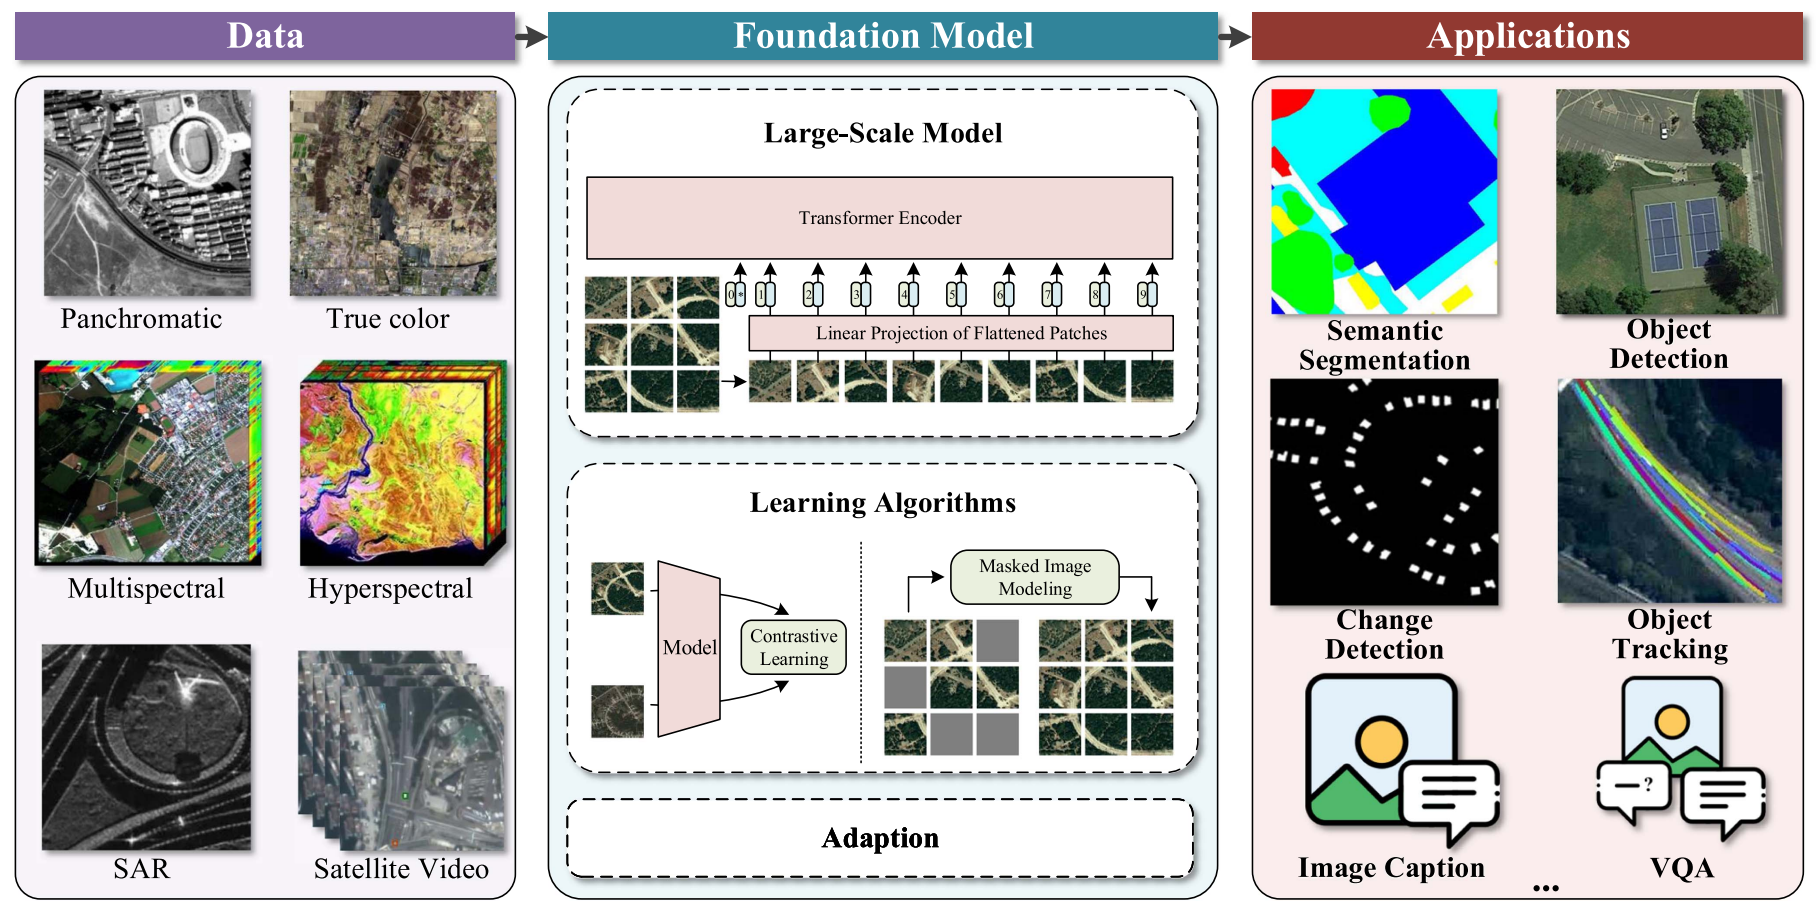 Data
Foundation Model
Applications
Panchromatic
True color
Multispectral
Hyperspectral
SAR
Satellite Video
Large-Scale Model
Transformer Encoder
0 * 1 2 3 4 5 6 7 8 9
Linear Projection of Flattened Patches
Learning Algorithms
Model
Contrastive
Learning
Masked Image
Modeling
Adaption
Semantic
Segmentation
Object
Detection
Change
Detection
Object
Tracking
?
Image Caption
VQA
...